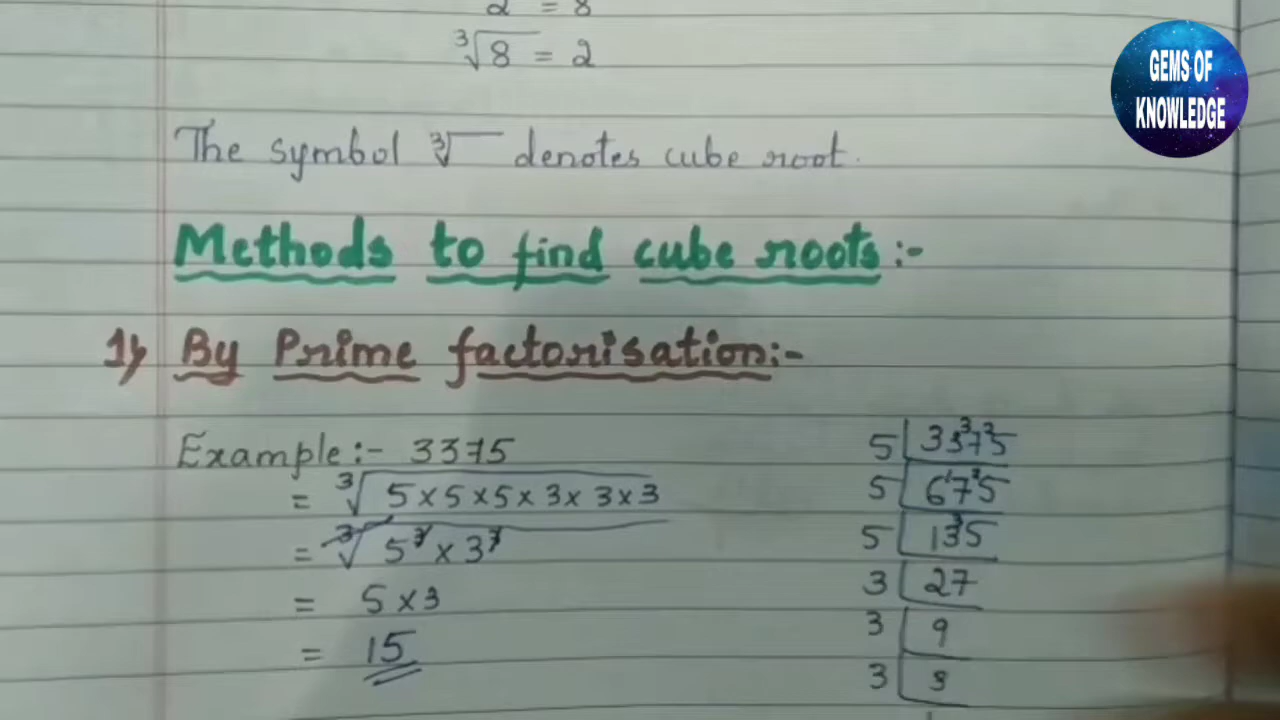 2 = 8
∛8 = 2
GEMS OF
KNOWLEDGE
The symbol ∛ denotes cube root.
Methods to find cube roots:-
1) By Prime factorisation:-
Example:- 3375
= ∛5×5×5×3×3×3
= ∛5³×3³
= 5×3
= 15
5 | 3375
5 | 675
5 | 135
3 | 27
3 | 9
3 | 3